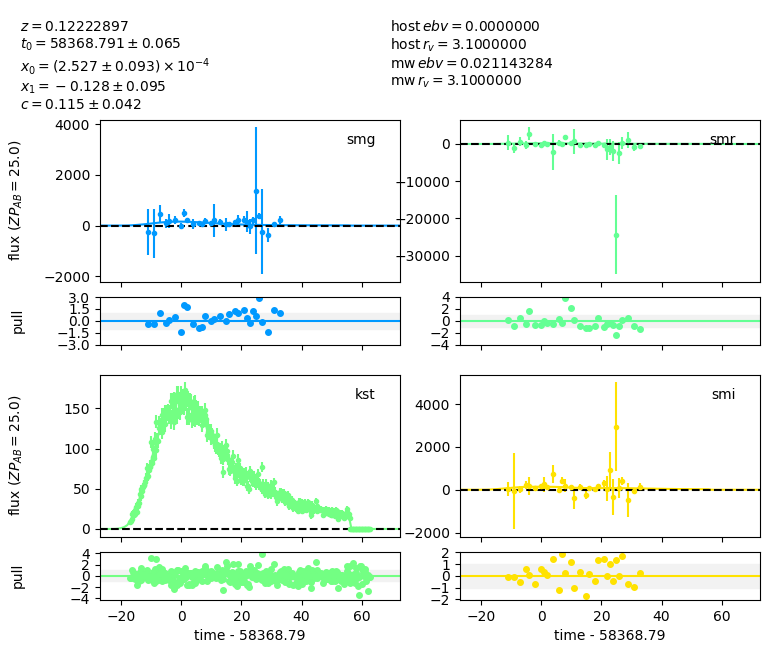 z = 0.12222897
t₀ = 58368.791 ± 0.065
x₀ = (2.527 ± 0.093) × 10⁻⁴
x₁ = −0.128 ± 0.095
c = 0.115 ± 0.042
host ebv = 0.0000000
host r_v = 3.1000000
mw ebv = 0.021143284
mw r_v = 3.1000000
flux (ZP_AB = 25.0)
4000
2000
0
−2000
smg
0
−10000
−20000
−30000
smr
pull
3.0
1.5
0.0
−1.5
−3.0
4
2
0
−2
−4
flux (ZP_AB = 25.0)
150
100
50
0
kst
4000
2000
0
−2000
smi
pull
4
2
0
−2
−4
2
1
0
−1
−2
−20 0 20 40 60
−20 0 20 40 60
time - 58368.79
time - 58368.79